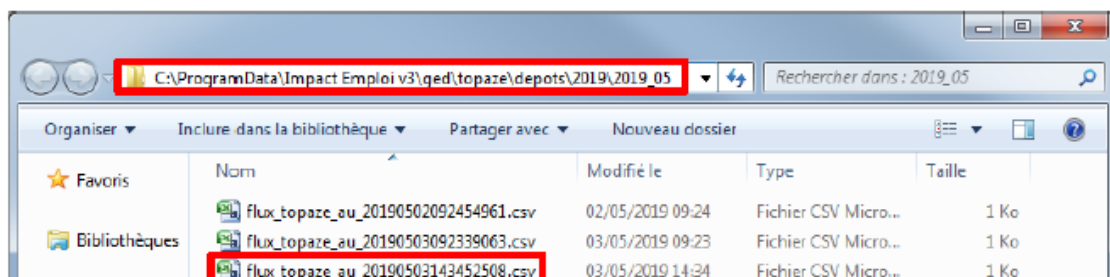 C:\ProgramData\Impact Emploi v3\qed\topaze\depots\2019\2019_05
Rechercher dans : 2019_05
Organiser Inclure dans la bibliothèque Partager avec Nouveau dossier
Favoris
Nom Modifié le Type Taille
flux_topaze_au_20190502092454961.csv 02/05/2019 09:24 Fichier CSV Micro... 1 Ko
Bibliothèques
flux_topaze_au_20190503092339063.csv 03/05/2019 09:23 Fichier CSV Micro... 1 Ko
flux_topaze_au_20190503143452508.csv 03/05/2019 14:34 Fichier CSV Micro... 1 Ko